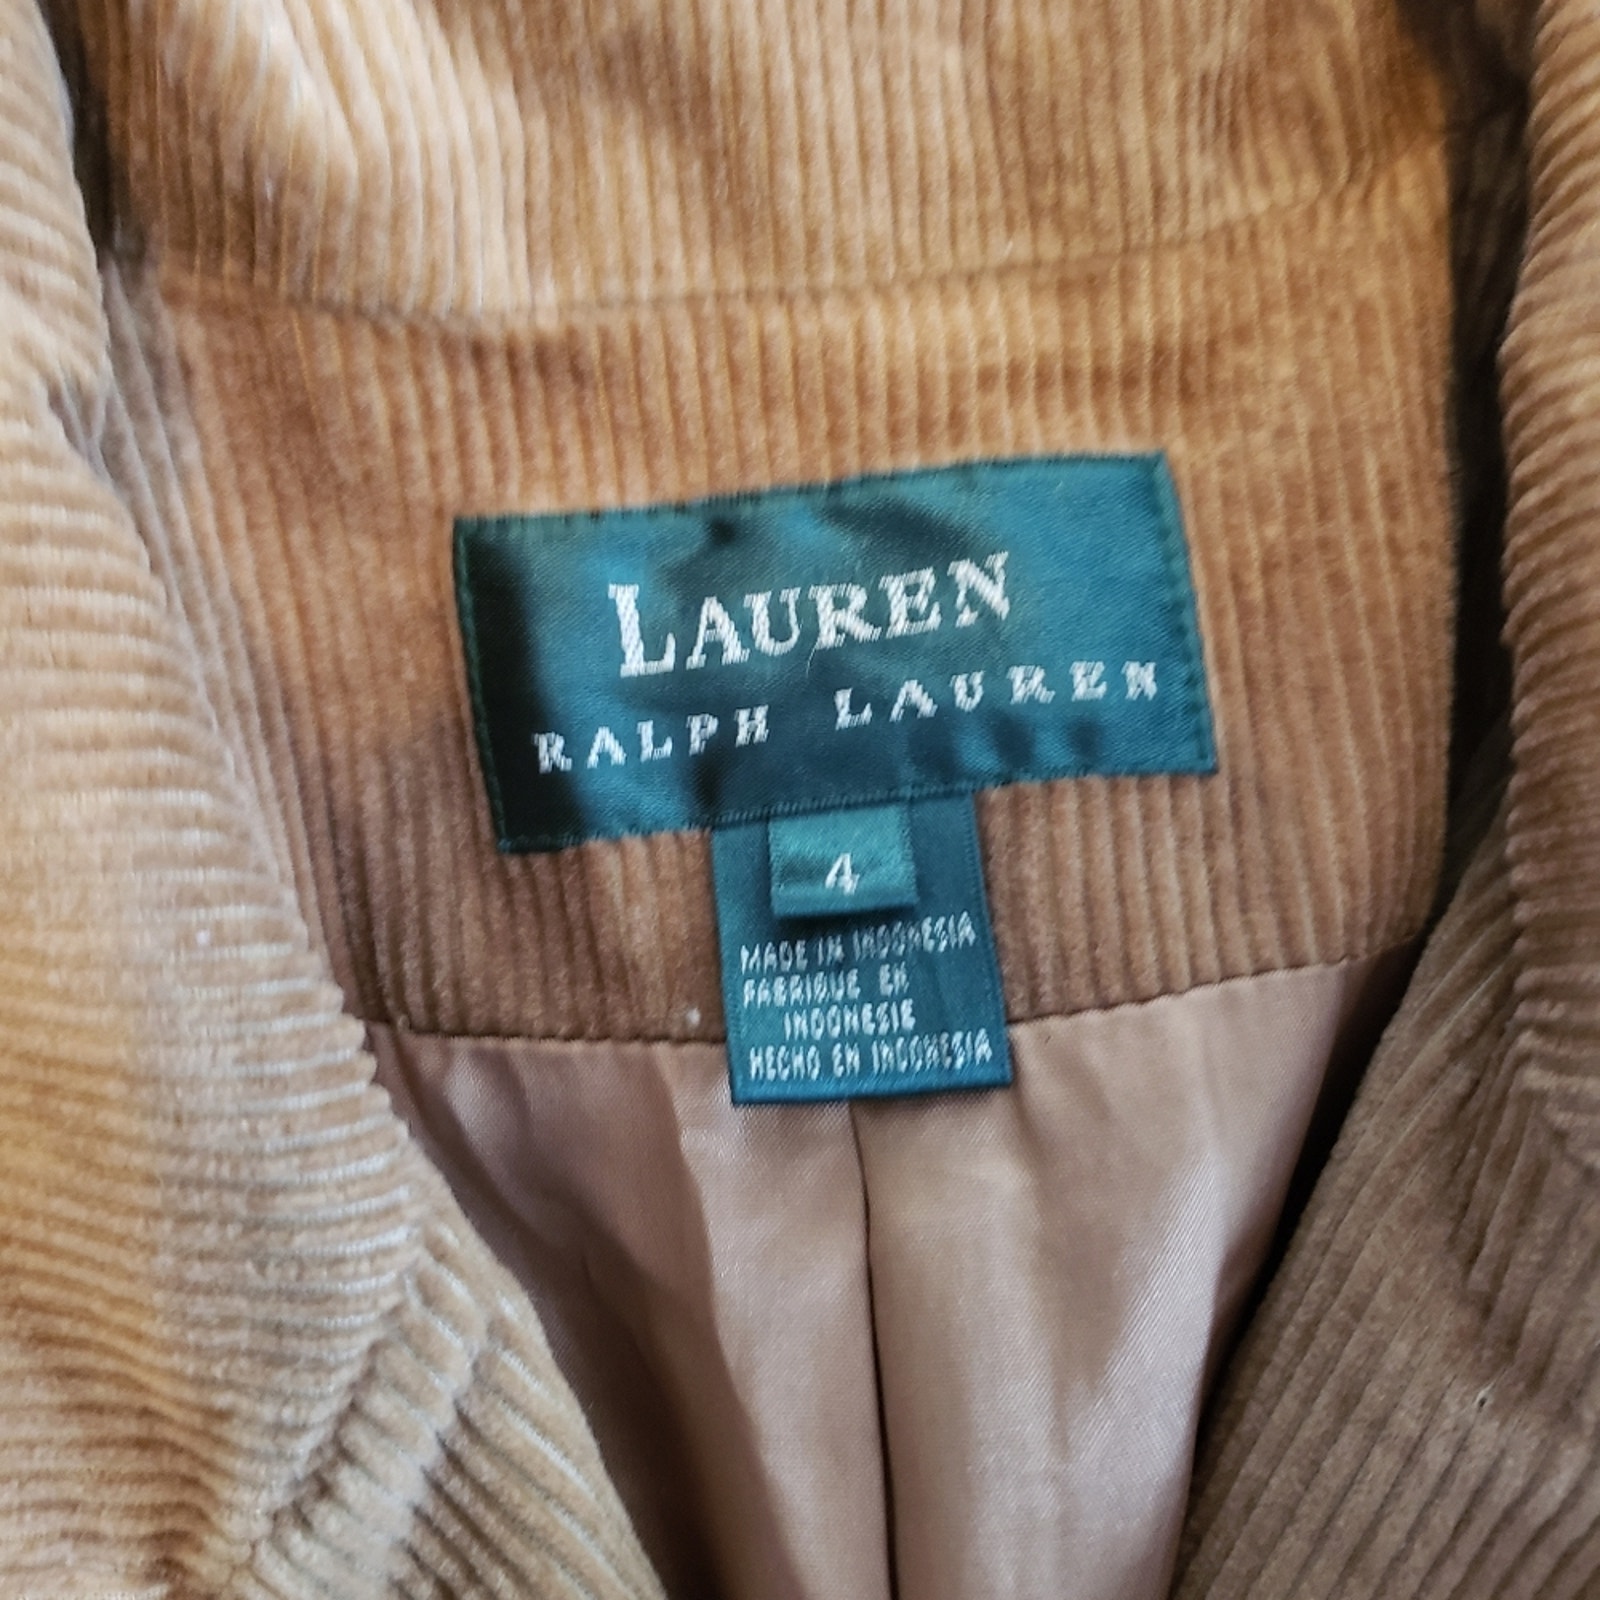 LAUREN
RALPH LAUREN
4
MADE IN INDONESIA
FABRIQUE EN
INDONESIE
HECHO EN INDONESIA